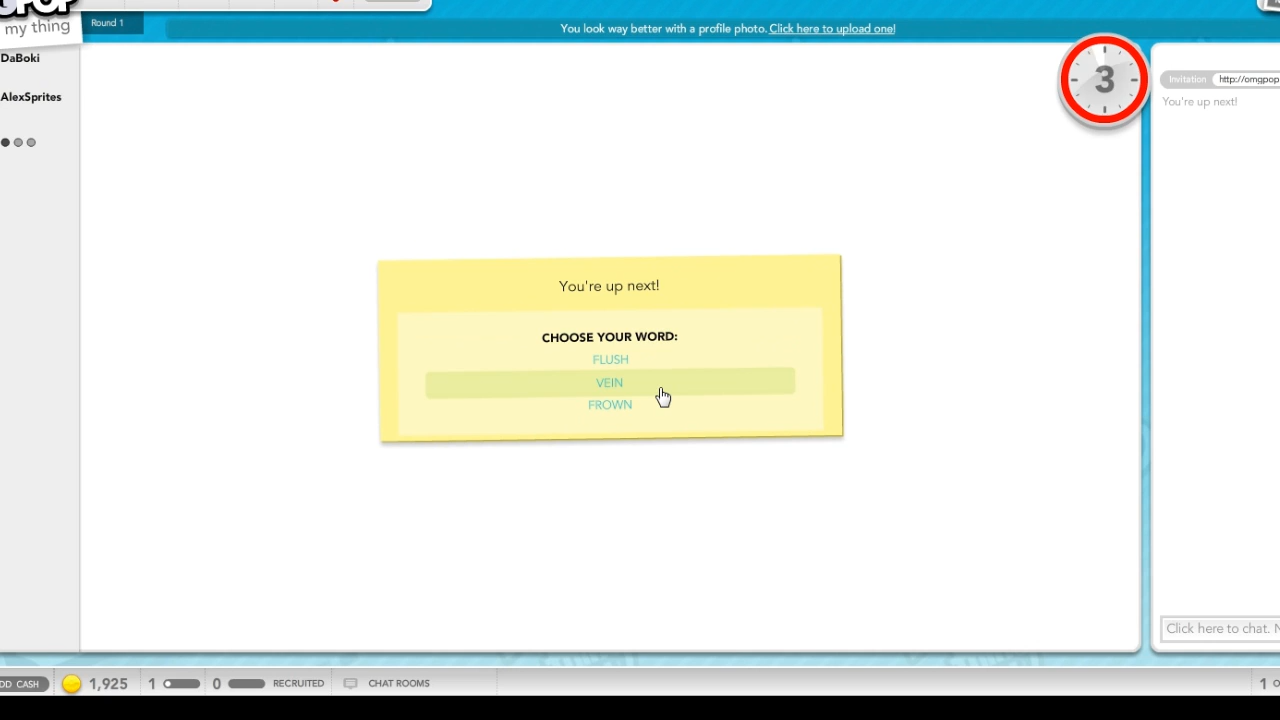 my thing
Round 1
You look way better with a profile photo. Click here to upload one!
DaBoki
AlexSprites
3
Invitation http://omgpop
You're up next!
You're up next!
CHOOSE YOUR WORD:
FLUSH
VEIN
FROWN
Click here to chat. N
DD CASH 1,925 1 0 RECRUITED CHAT ROOMS 1